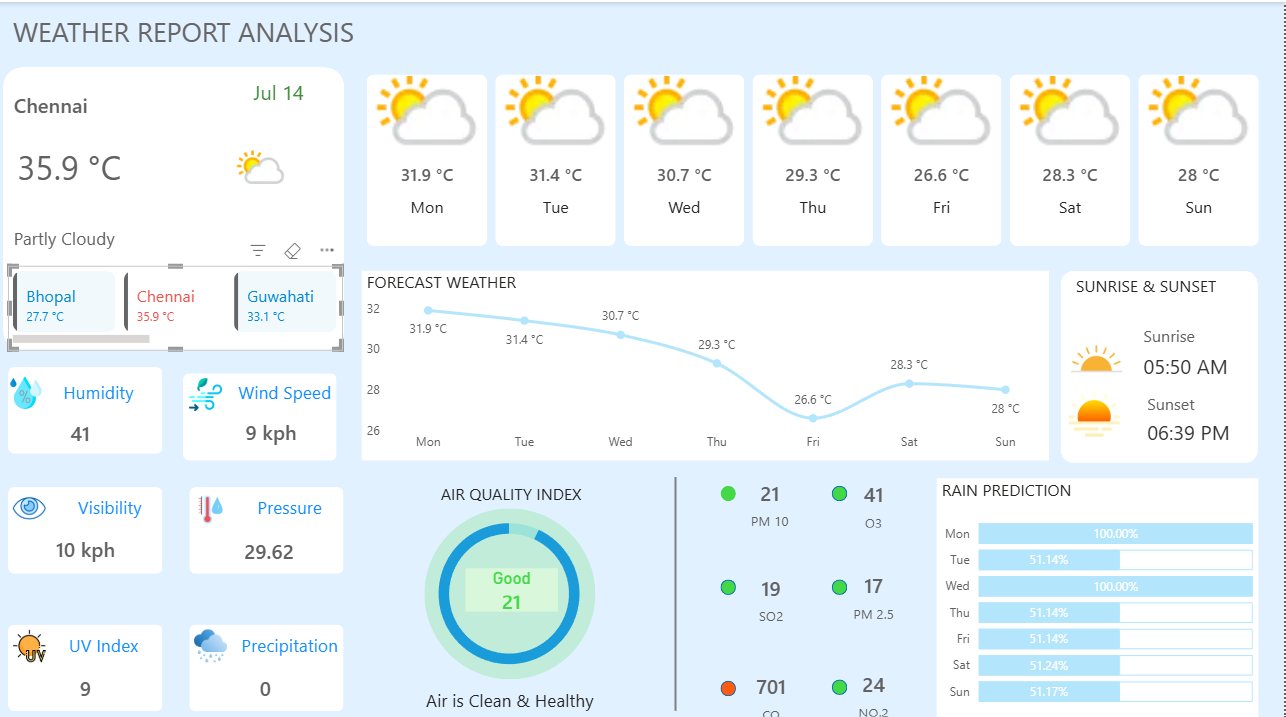 WEATHER REPORT ANALYSIS
Chennai
Jul 14
35.9 °C
Partly Cloudy
Bhopal
27.7 °C
Chennai
35.9 °C
Guwahati
33.1 °C
31.9 °C
Mon
31.4 °C
Tue
30.7 °C
Wed
29.3 °C
Thu
26.6 °C
Fri
28.3 °C
Sat
28 °C
Sun
FORECAST WEATHER
32
30
28
26
31.9 °C
31.4 °C
30.7 °C
29.3 °C
26.6 °C
28.3 °C
28 °C
Mon Tue Wed Thu Fri Sat Sun
SUNRISE & SUNSET
Sunrise
05:50 AM
Sunset
06:39 PM
Humidity
41
Wind Speed
9 kph
Visibility
10 kph
Pressure
29.62
UV
UV Index
9
Precipitation
0
AIR QUALITY INDEX
Good
21
Air is Clean & Healthy
21
PM 10
41
O3
19
SO2
17
PM 2.5
701
CO
24
NO.2
RAIN PREDICTION
Mon 100.00%
Tue 51.14%
Wed 100.00%
Thu 51.14%
Fri 51.14%
Sat 51.24%
Sun 51.17%